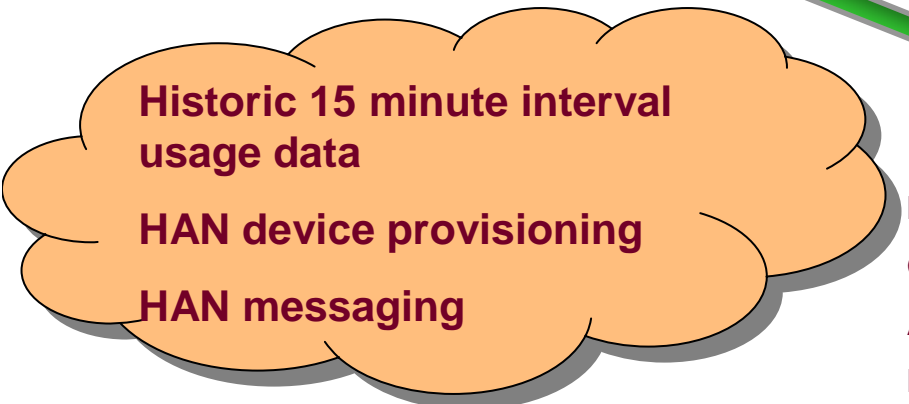 Historic 15 minute interval
usage data
HAN device provisioning
HAN messaging